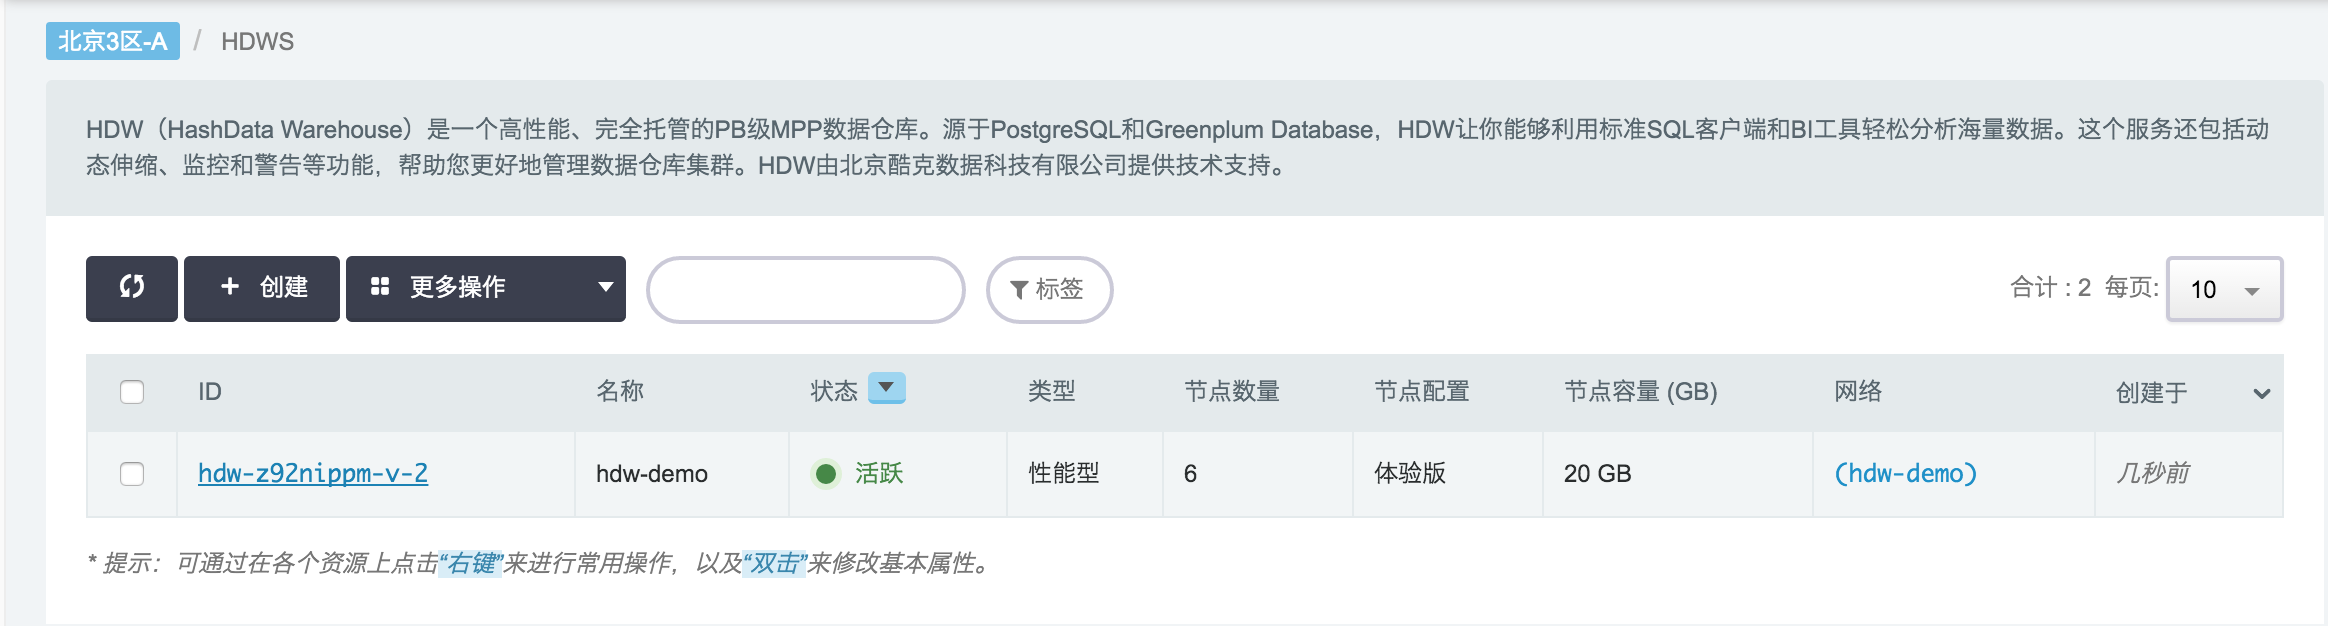 北京3区-A / HDWS
HDW（HashData Warehouse）是一个高性能、完全托管的PB级MPP数据仓库。源于PostgreSQL和Greenplum Database，HDW让你能够利用标准SQL客户端和BI工具轻松分析海量数据。这个服务还包括动
态伸缩、监控和警告等功能，帮助您更好地管理数据仓库集群。HDW由北京酷克数据科技有限公司提供技术支持。
+ 创建 更多操作 标签 合计 : 2 每页: 10
ID 名称 状态 类型 节点数量 节点配置 节点容量 (GB) 网络 创建于
hdw-z92nippm-v-2 hdw-demo 活跃 性能型 6 体验版 20 GB (hdw-demo) 几秒前
* 提示：可通过在各个资源上点击“右键”来进行常用操作，以及“双击”来修改基本属性。